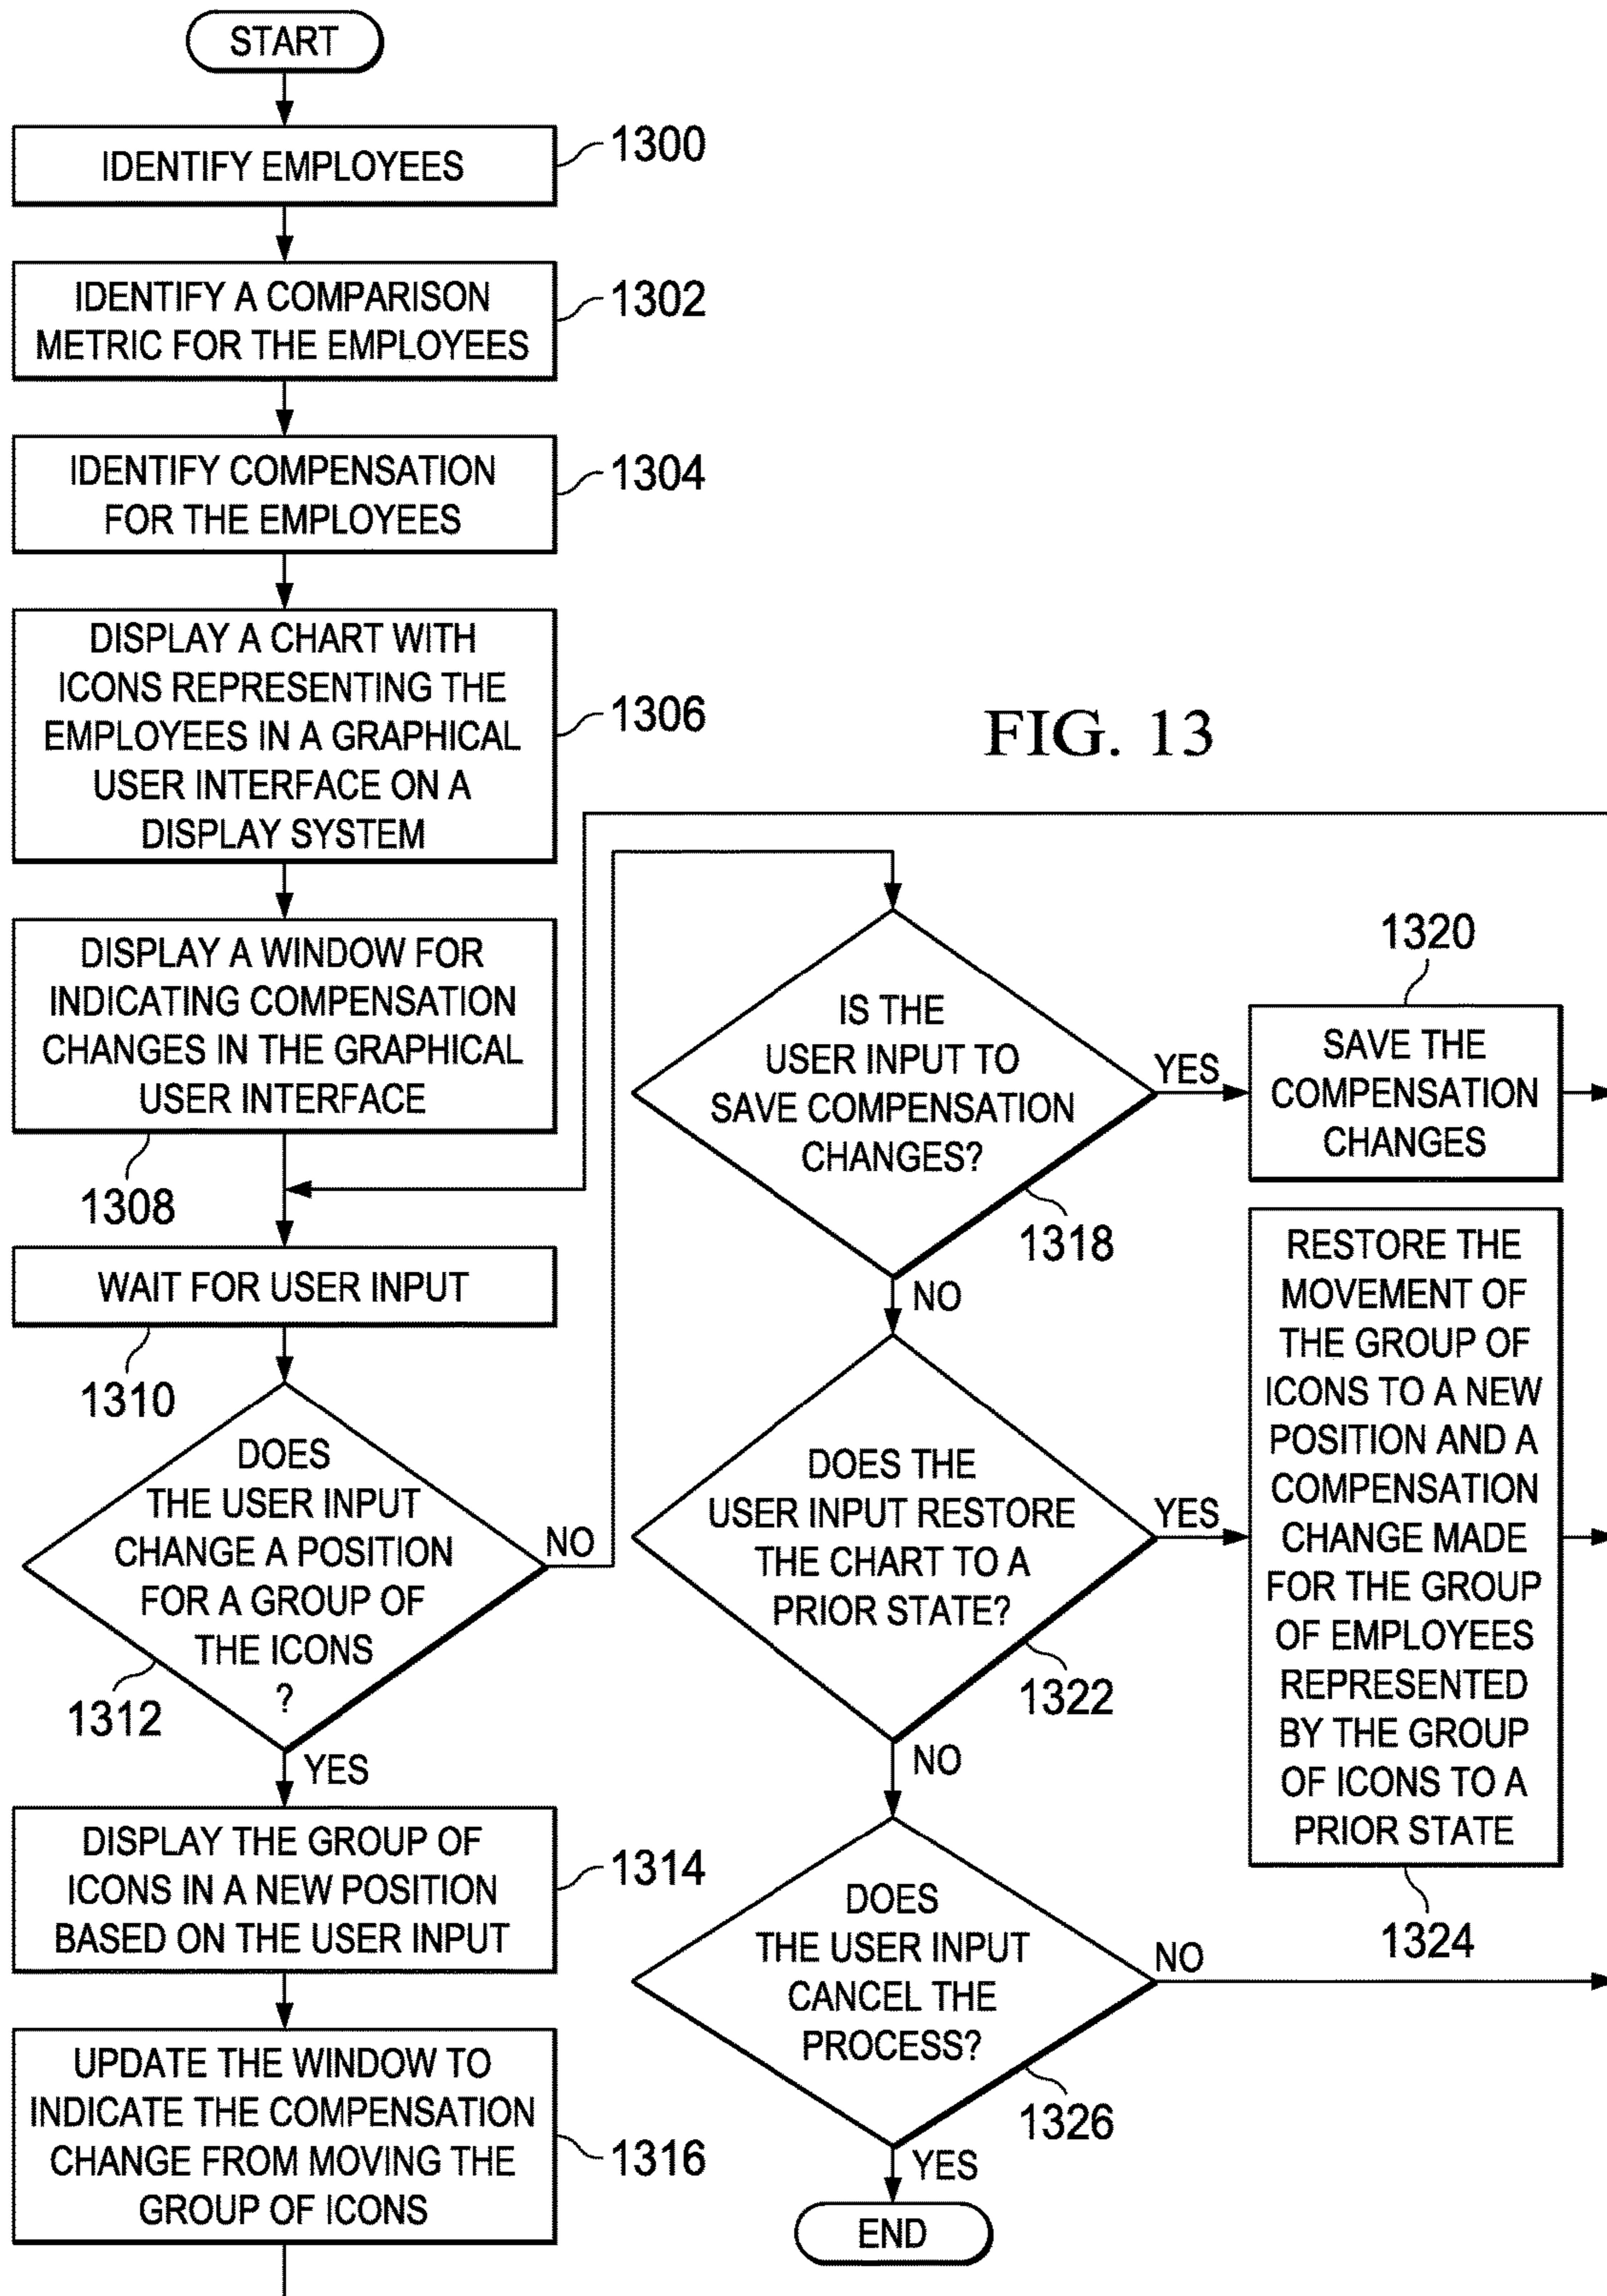 START
IDENTIFY EMPLOYEES
1300
IDENTIFY A COMPARISON
METRIC FOR THE EMPLOYEES
1302
IDENTIFY COMPENSATION
FOR THE EMPLOYEES
1304
DISPLAY A CHART WITH
ICONS REPRESENTING THE
EMPLOYEES IN A GRAPHICAL
USER INTERFACE ON A
DISPLAY SYSTEM
1306
FIG. 13
DISPLAY A WINDOW FOR
INDICATING COMPENSATION
CHANGES IN THE GRAPHICAL
USER INTERFACE
1308
WAIT FOR USER INPUT
1310
DOES
THE USER INPUT
CHANGE A POSITION
FOR A GROUP OF
THE ICONS
?
1312
NO
YES
DISPLAY THE GROUP OF
ICONS IN A NEW POSITION
BASED ON THE USER INPUT
1314
UPDATE THE WINDOW TO
INDICATE THE COMPENSATION
CHANGE FROM MOVING THE
GROUP OF ICONS
1316
IS THE
USER INPUT TO
SAVE COMPENSATION
CHANGES?
1318
YES
NO
1320
SAVE THE
COMPENSATION
CHANGES
DOES THE
USER INPUT RESTORE
THE CHART TO A
PRIOR STATE?
1322
YES
NO
RESTORE THE
MOVEMENT OF
THE GROUP OF
ICONS TO A NEW
POSITION AND A
COMPENSATION
CHANGE MADE
FOR THE GROUP
OF EMPLOYEES
REPRESENTED
BY THE GROUP
OF ICONS TO A
PRIOR STATE
1324
DOES
THE USER INPUT
CANCEL THE
PROCESS?
1326
NO
YES
END